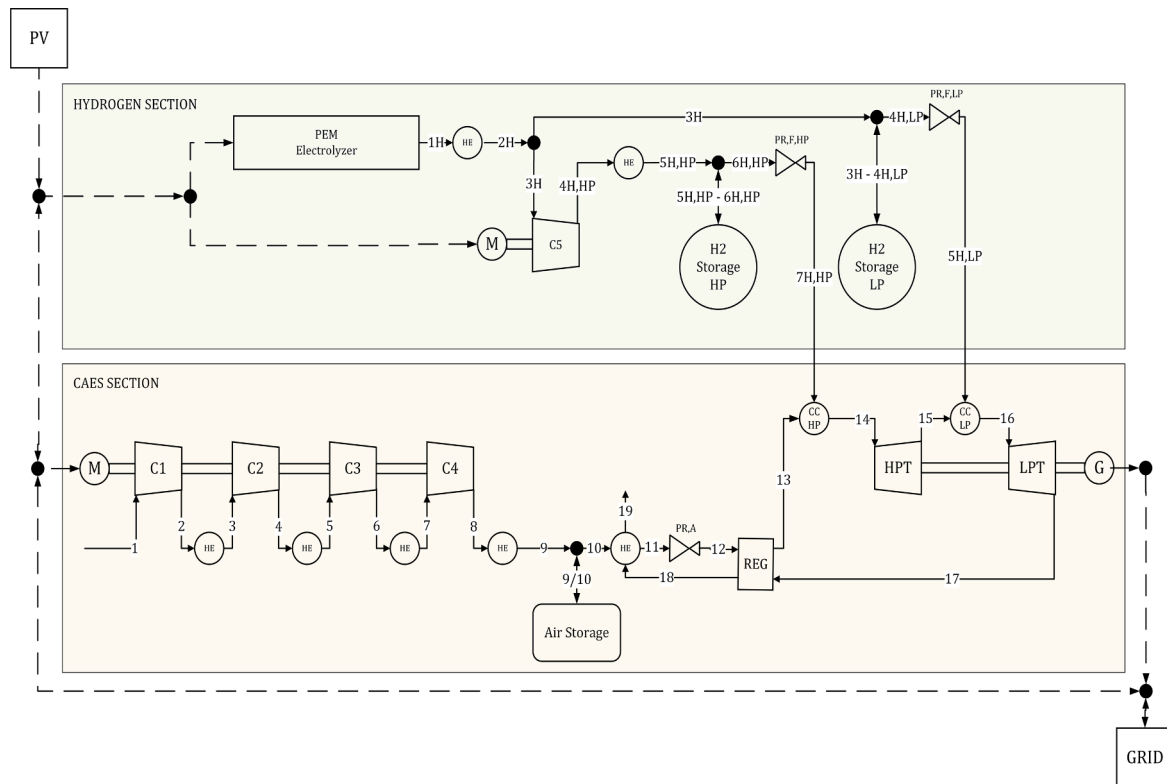 PV
HYDROGEN SECTION
PEM
Electrolyzer
1H
HE
2H
3H
4H,LP
PR,F,LP
3H
4H,HP
HE
5H,HP
6H,HP
PR,F,HP
5H,HP - 6H,HP
3H - 4H,LP
M
C5
H2
Storage
HP
H2
Storage
LP
7H,HP
5H,LP
CAES SECTION
CC
HP
14
15
CC
LP
16
M
C1
C2
C3
C4
HPT
LPT
G
13
1
2
HE
3
4
HE
5
6
HE
7
8
HE
9
10
19
HE
11
PR,A
12
REG
18
17
9/10
Air Storage
GRID